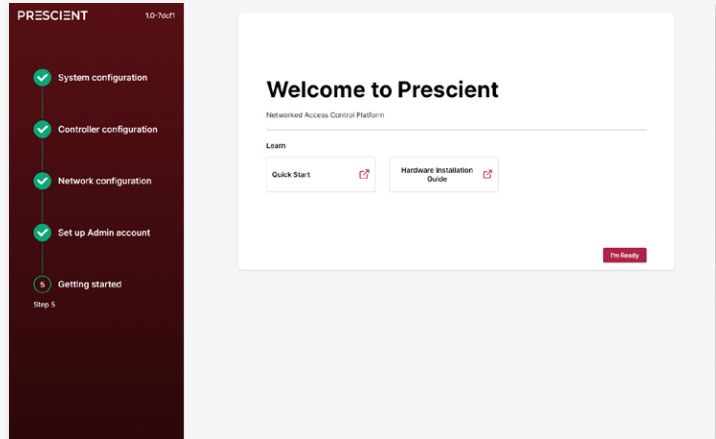 PRESCIENT
1.0-7dcf1
System configuration
Controller configuration
Network configuration
Set up Admin account
5
Getting started
Step 5
Welcome to Prescient
Networked Access Control Platform
Learn
Quick Start
Hardware Installation
Guide
I'm Ready